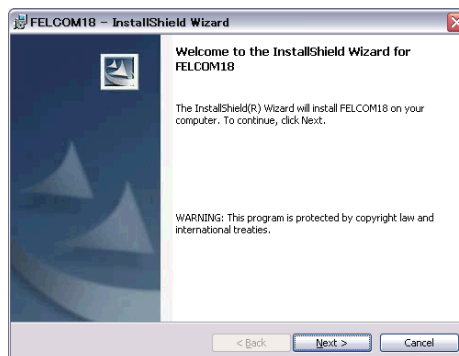 FELCOM18 - InstallShield Wizard
Welcome to the InstallShield Wizard for
FELCOM18
The InstallShield(R) Wizard will install FELCOM18 on your
computer. To continue, click Next.
WARNING: This program is protected by copyright law and
international treaties.
< Back Next > Cancel